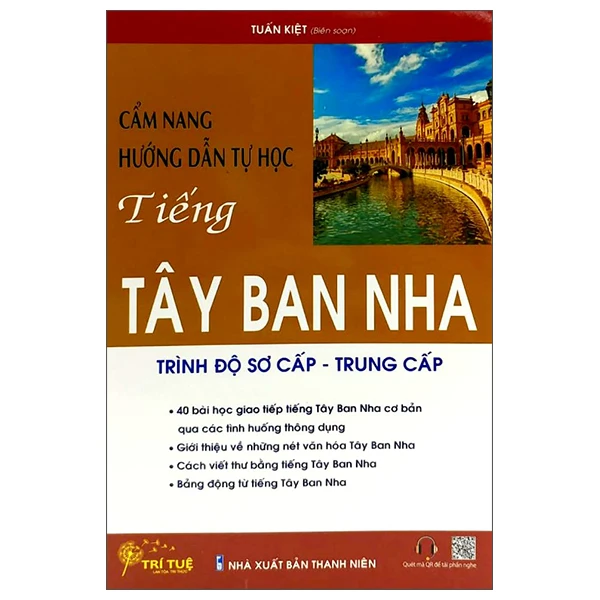 TUẤN KIỆT (Biên soạn)
CẨM NANG
HƯỚNG DẪN TỰ HỌC
Tiếng
TÂY BAN NHA
TRÌNH ĐỘ SƠ CẤP - TRUNG CẤP
• 40 bài học giao tiếp tiếng Tây Ban Nha cơ bản
qua các tình huống thông dụng
• Giới thiệu về những nét văn hóa Tây Ban Nha
• Cách viết thư bằng tiếng Tây Ban Nha
• Bảng động từ tiếng Tây Ban Nha
TRÍ TUỆ
LAN TỎA TRI THỨC
NHÀ XUẤT BẢN THANH NIÊN
Quét mã QR để tải phần nghe